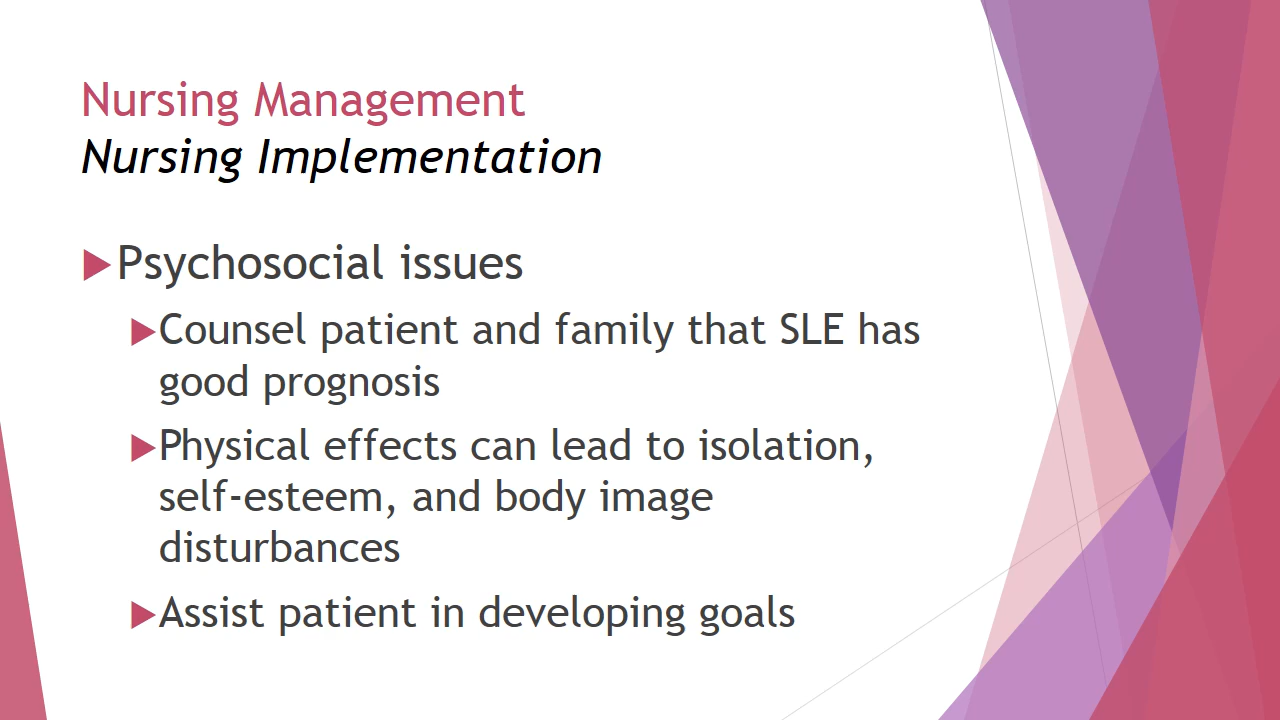 Nursing Management
Nursing Implementation
Psychosocial issues
Counsel patient and family that SLE has
good prognosis
Physical effects can lead to isolation,
self-esteem, and body image
disturbances
Assist patient in developing goals